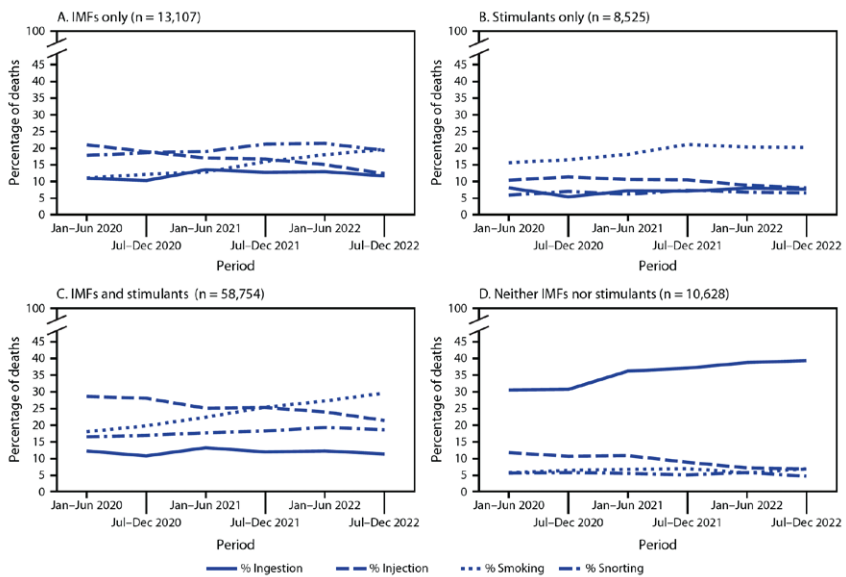 A. IMFs only (n = 13,107)
100
45
40
35
30
25
20
15
10
5
0
Percentage of deaths
Jan–Jun 2020
Jan–Jun 2021
Jan–Jun 2022
Jul–Dec 2020
Jul–Dec 2021
Jul–Dec 2022
Period
B. Stimulants only (n = 8,525)
100
45
40
35
30
25
20
15
10
5
0
Percentage of deaths
Jan–Jun 2020
Jan–Jun 2021
Jan–Jun 2022
Jul–Dec 2020
Jul–Dec 2021
Jul–Dec 2022
Period
C. IMFs and stimulants (n = 58,754)
100
45
40
35
30
25
20
15
10
5
0
Percentage of deaths
Jan–Jun 2020
Jan–Jun 2021
Jan–Jun 2022
Jul–Dec 2020
Jul–Dec 2021
Jul–Dec 2022
Period
D. Neither IMFs nor stimulants (n = 10,628)
100
45
40
35
30
25
20
15
10
5
0
Percentage of deaths
Jan–Jun 2020
Jan–Jun 2021
Jan–Jun 2022
Jul–Dec 2020
Jul–Dec 2021
Jul–Dec 2022
Period
% Ingestion % Injection % Smoking % Snorting